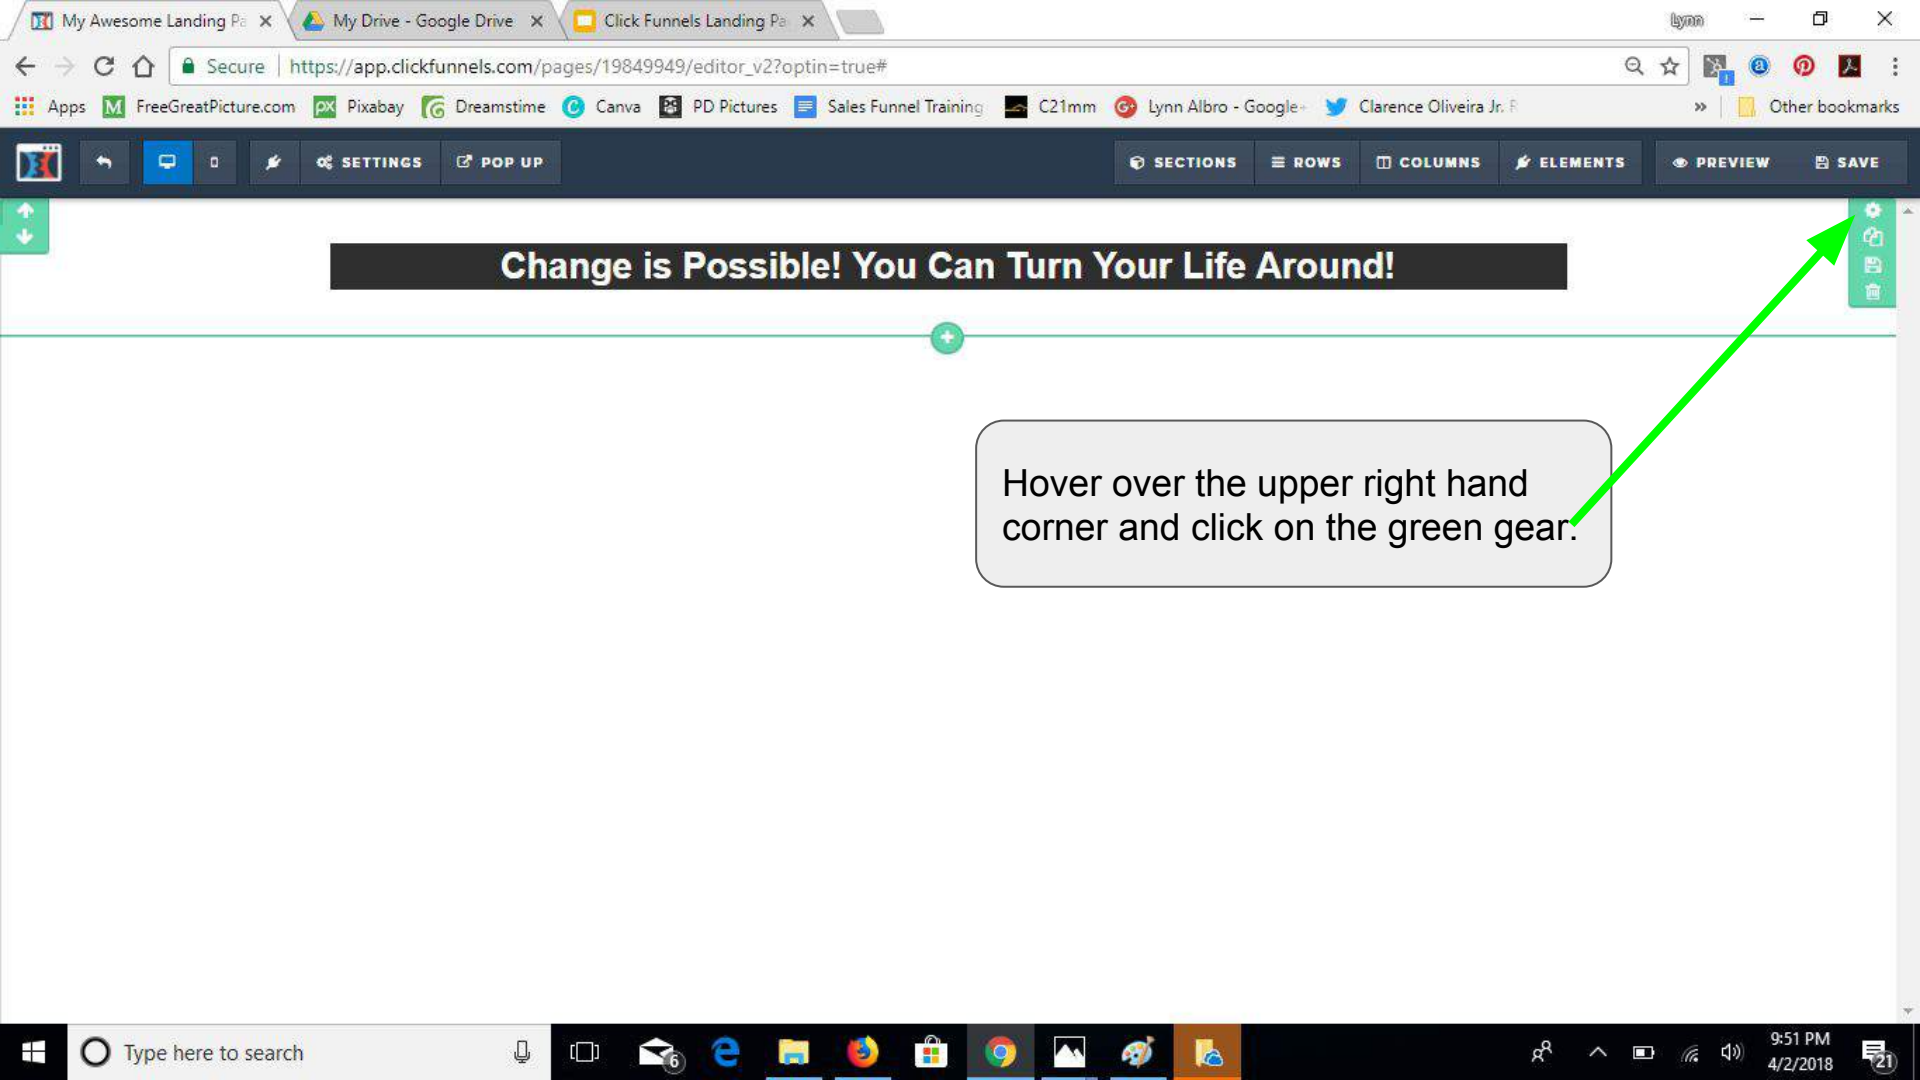 My Awesome Landing Pa
My Drive - Google Drive
Click Funnels Landing Pa
Lynn
Secure
https://app.clickfunnels.com/pages/19849949/editor_v2?optin=true#
Apps
FreeGreatPicture.com
Pixabay
Dreamstime
Canva
PD Pictures
Sales Funnel Training
C21mm
Lynn Albro - Google+
Clarence Oliveira Jr. F
Other bookmarks
SETTINGS
POP UP
SECTIONS
ROWS
COLUMNS
ELEMENTS
PREVIEW
SAVE
Change is Possible! You Can Turn Your Life Around!
Hover over the upper right hand
corner and click on the green gear.
Type here to search
6
9:51 PM
4/2/2018
21